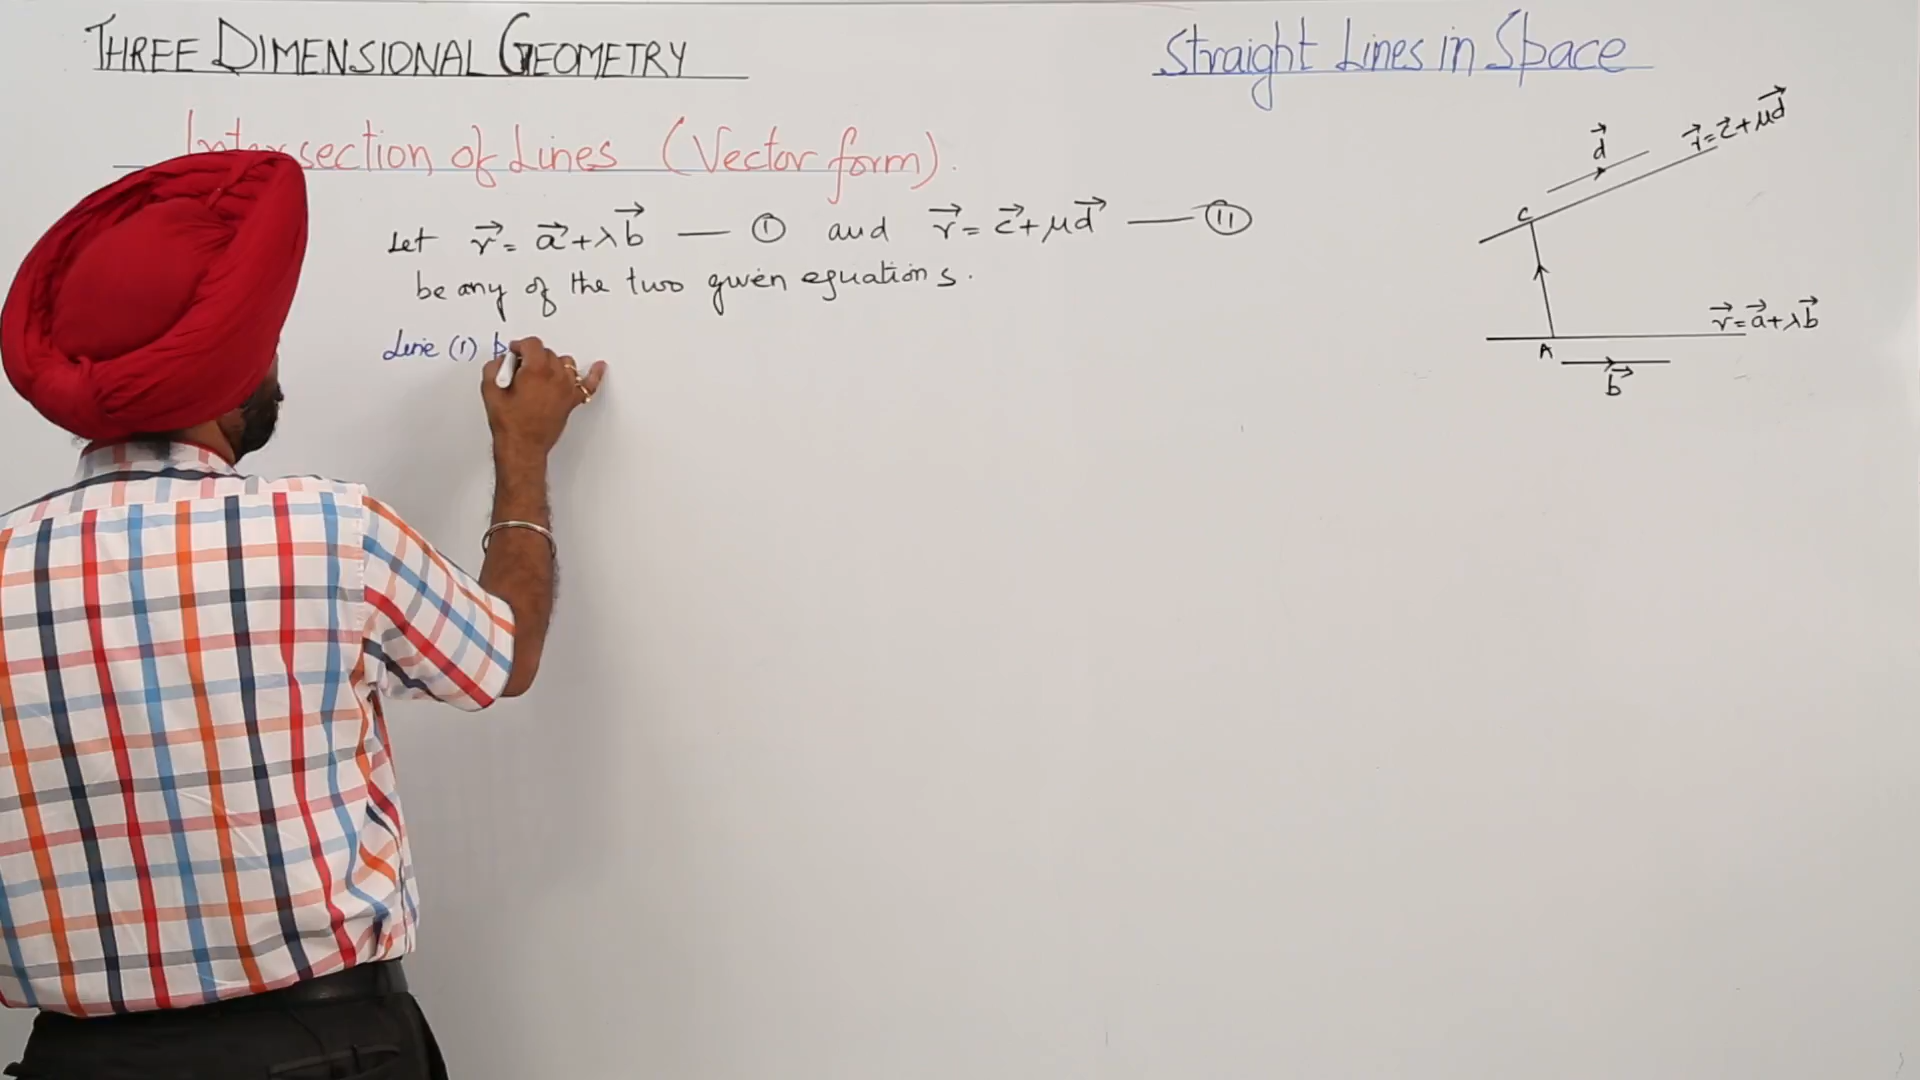 THREE DIMENSIONAL GEOMETRY
Straight Lines in Space
Intersection of Lines (Vector form).
Let r⃗ = a⃗ + λb⃗ — (I) and r⃗ = c⃗ + μd⃗ — (II)
be any of the two given equations.
Line (1)
d⃗
r⃗ = c⃗ + μd⃗
C
r⃗ = a⃗ + λb⃗
A
b⃗